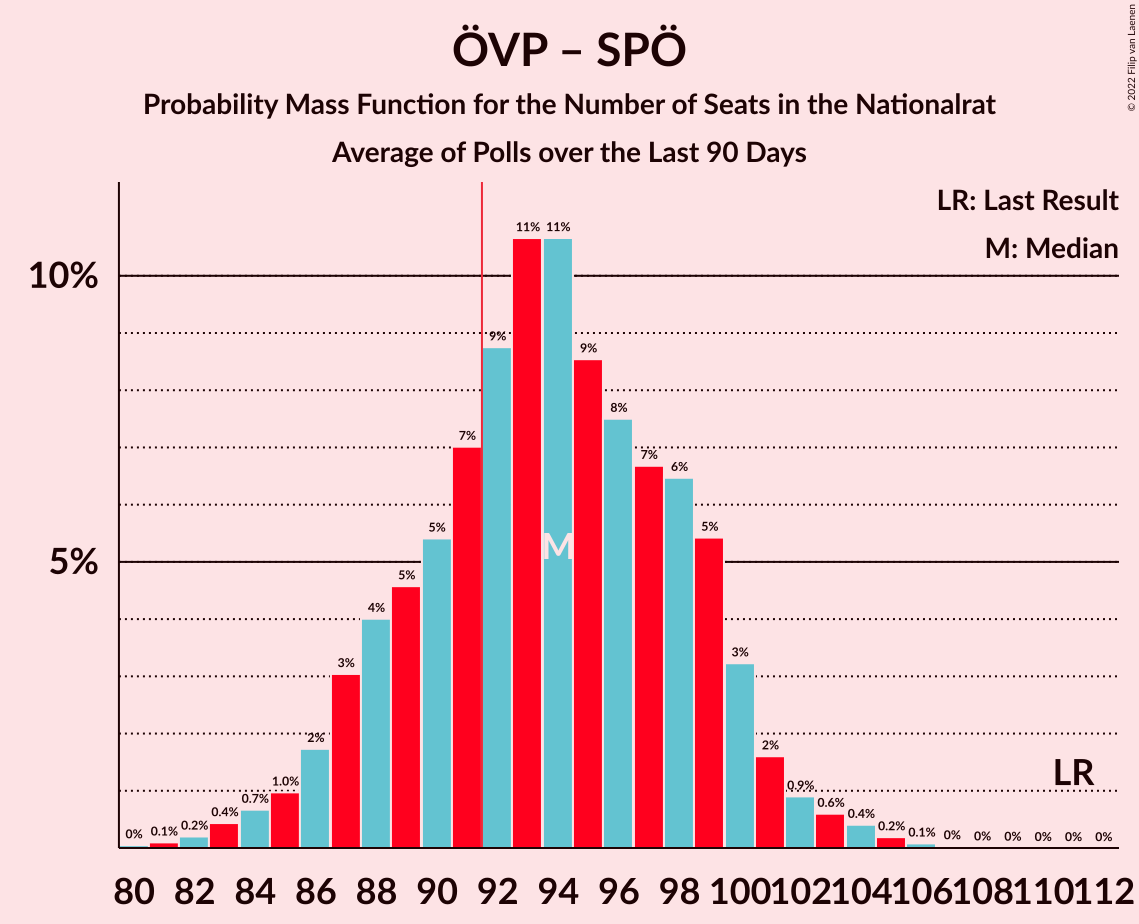 ÖVP – SPÖ
Probability Mass Function for the Number of Seats in the Nationalrat
Average of Polls over the Last 90 Days
© 2022 Filip van Laenen
LR: Last Result
M: Median
10%
5%
0% 0.1% 0.2% 0.4% 0.7% 1.0% 2% 3% 4% 5% 5% 7% 9% 11% 11% 9% 8% 7% 6% 5% 3% 2% 0.9% 0.6% 0.4% 0.2% 0.1% 0% 0% 0% 0% 0% 0%
M
LR
80 82 84 86 88 90 92 94 96 98 100 102 104 106 108 110 112